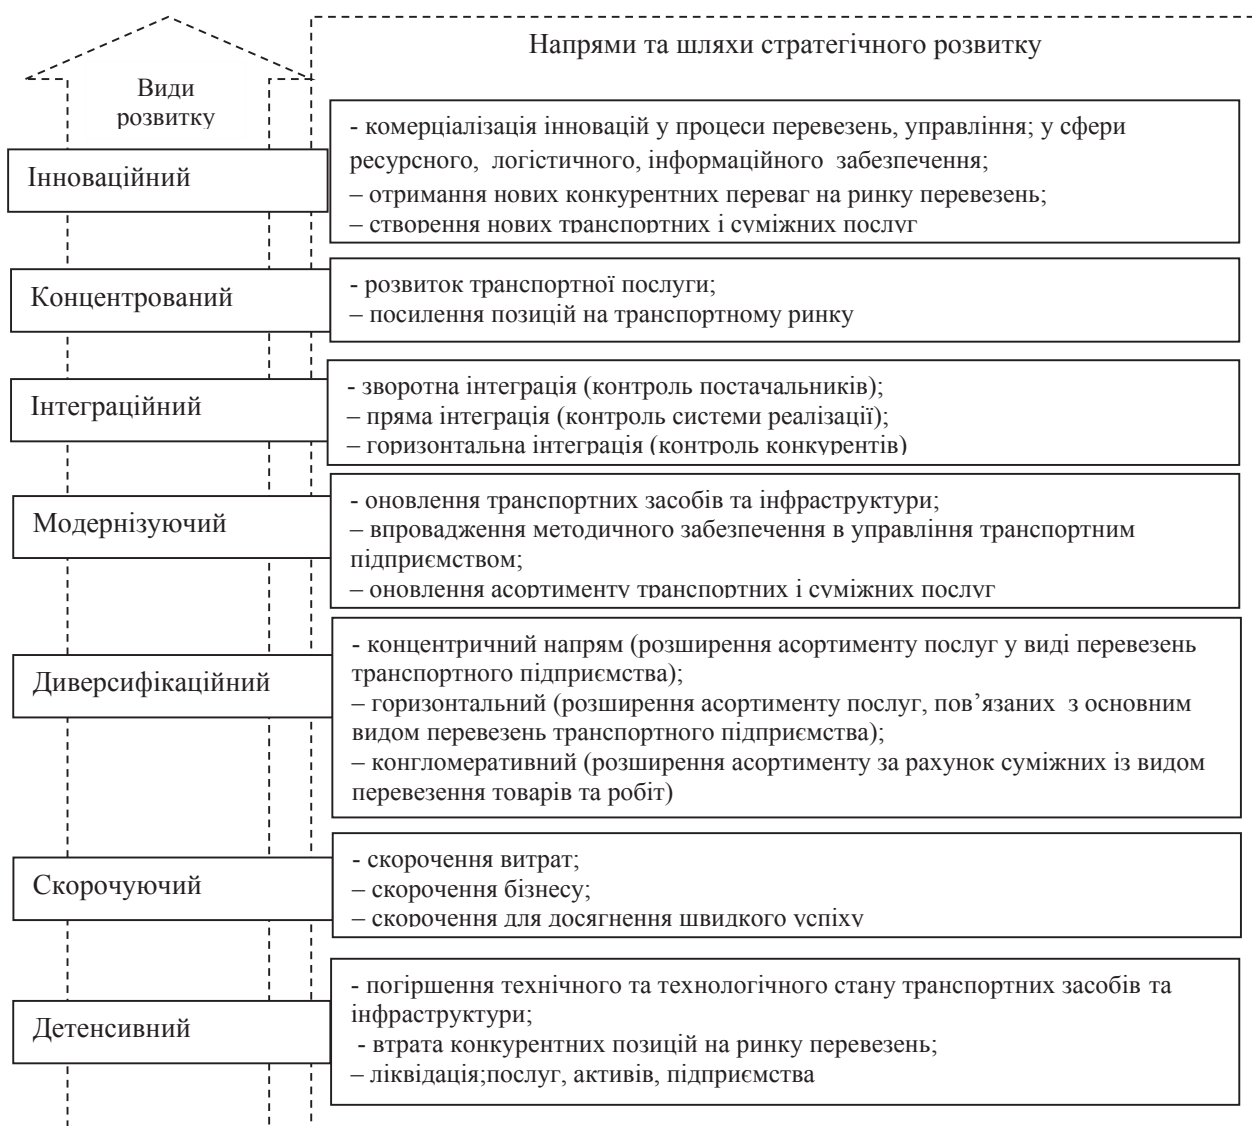 Напрями та шляхи стратегічного розвитку
Види
розвитку
Інноваційний
- комерціалізація інновацій у процеси перевезень, управління; у сфери
ресурсного, логістичного, інформаційного забезпечення;
– отримання нових конкурентних переваг на ринку перевезень;
– створення нових транспортних і суміжних послуг
Концентрований
- розвиток транспортної послуги;
– посилення позицій на транспортному ринку
Інтеграційний
- зворотна інтеграція (контроль постачальників);
– пряма інтеграція (контроль системи реалізації);
– горизонтальна інтеграція (контроль конкурентів)
Модернізуючий
- оновлення транспортних засобів та інфраструктури;
– впровадження методичного забезпечення в управління транспортним
підприємством;
– оновлення асортименту транспортних і суміжних послуг
Диверсифікаційний
- концентричний напрям (розширення асортименту послуг у виді перевезень
транспортного підприємства);
– горизонтальний (розширення асортименту послуг, пов’язаних з основним
видом перевезень транспортного підприємства);
– конгломеративний (розширення асортименту за рахунок суміжних із видом
перевезення товарів та робіт)
Скорочуючий
- скорочення витрат;
– скорочення бізнесу;
– скорочення для досягнення швидкого успіху
Детенсивний
- погіршення технічного та технологічного стану транспортних засобів та
інфраструктури;
- втрата конкурентних позицій на ринку перевезень;
– ліквідація;послуг, активів, підприємства